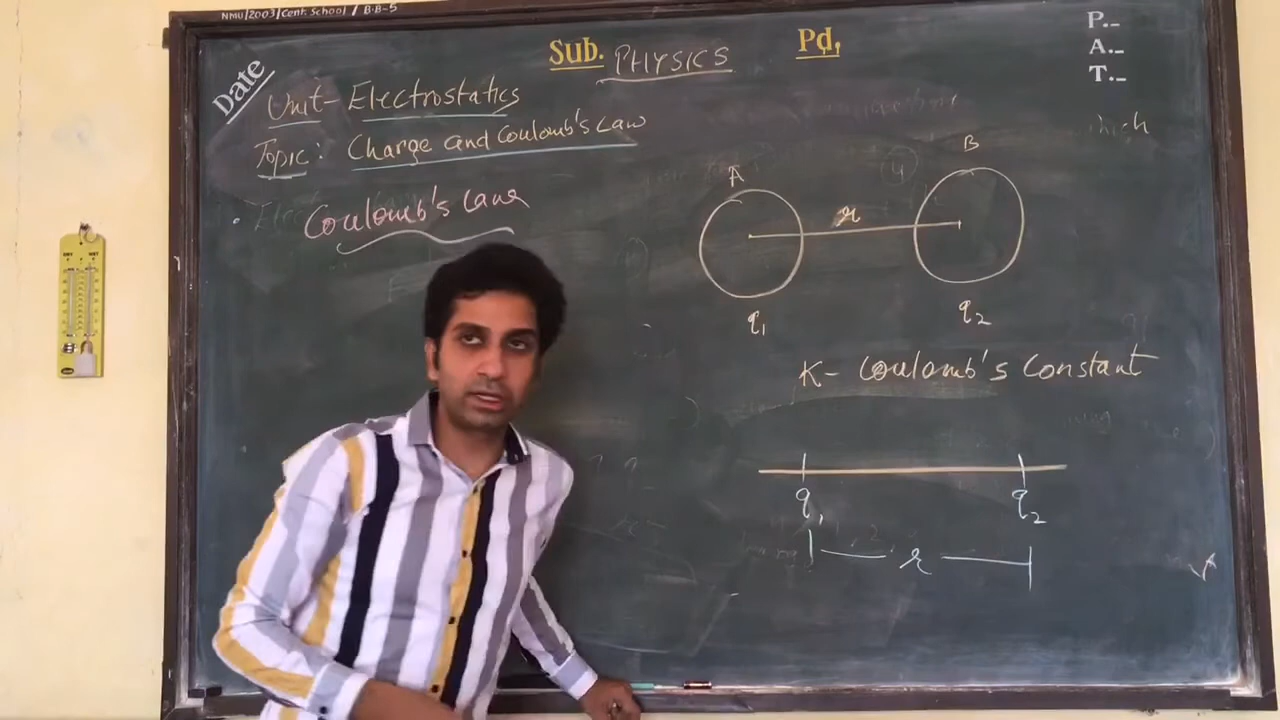 NMU/2003/Cent. School / B.B-5
Date
Sub. PHYSICS
Pd,
P.-
A.-
T.-
Unit- Electrostatics
Topic: Charge and Coulomb's Law
• Coulomb's Law
A
B
r
q1
q2
K- Coulomb's Constant
q1
q2
r